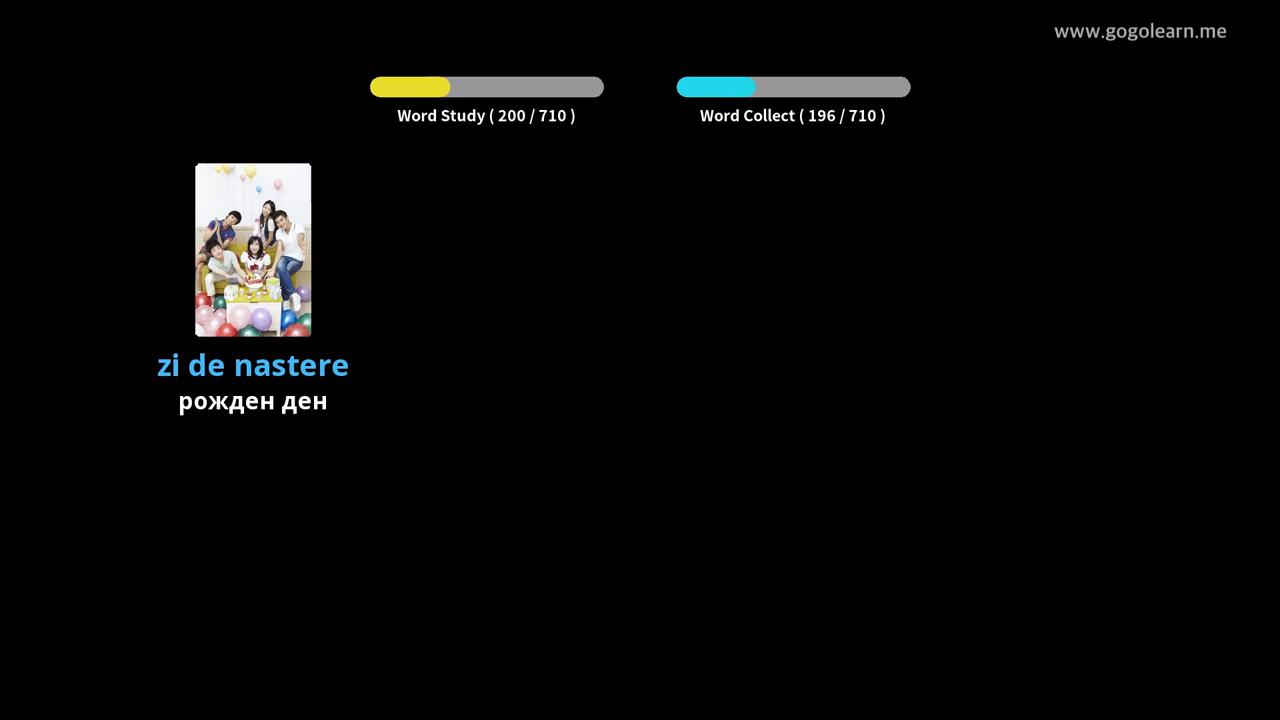 www.gogolearn.me
Word Study ( 200 / 710 )
Word Collect ( 196 / 710 )
zi de nastere
рожден ден